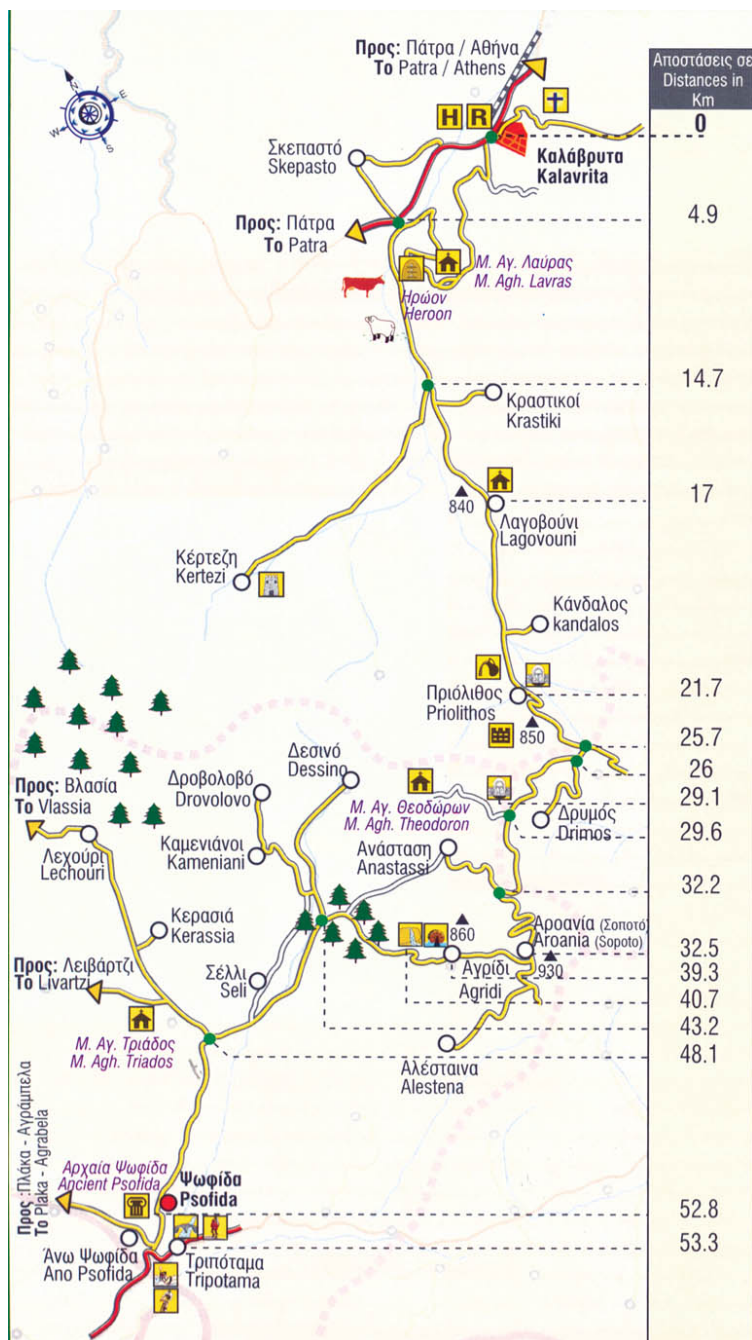 Προς: Πάτρα / Αθήνα
To Patra / Athens
Αποστάσεις σε
Distances in
Km
N
E
W
S
H R
0
Σκεπαστό
Skepasto
Καλάβρυτα
Kalavrita
Προς: Πάτρα
To Patra
4.9
Μ. Αγ. Λαύρας
M. Agh. Lavras
Ηρώον
Heroon
14.7
Κραστικοί
Krastiki
840
17
Λαγοβούνι
Lagovouni
Κέρτεζη
Kertezi
Κάνδαλος
kandalos
Πριόλιθος
Priolithos
21.7
850
25.7
26
Δεσινό
Dessino
Προς: Βλασία
To Vlassia
Δροβολοβό
Drovolovo
Μ. Αγ. Θεοδώρων
M. Agh. Theodoron
29.1
Δρυμός
Drimos
29.6
Λεχούρι
Lechouri
Καμενιάνοι
Kameniani
Ανάσταση
Anastassi
32.2
Κερασιά
Kerassia
860
Αροανία (Σοποτό)
Aroania (Sopoto)
32.5
Προς: Λειβάρτζι
To Livartzi
Σέλλι
Seli
Αγρίδι
Agridi
930
39.3
40.7
43.2
Μ. Αγ. Τριάδος
M. Agh. Triados
Αλέσταινα
Alestena
48.1
Προς :Πλάκα - Αγράμπελα
To Plaka - Agrabela
Αρχαία Ψωφίδα
Ancient Psofida
Ψωφίδα
Psofida
52.8
Άνω Ψωφίδα
Ano Psofida
Τριπόταμα
Tripotama
53.3